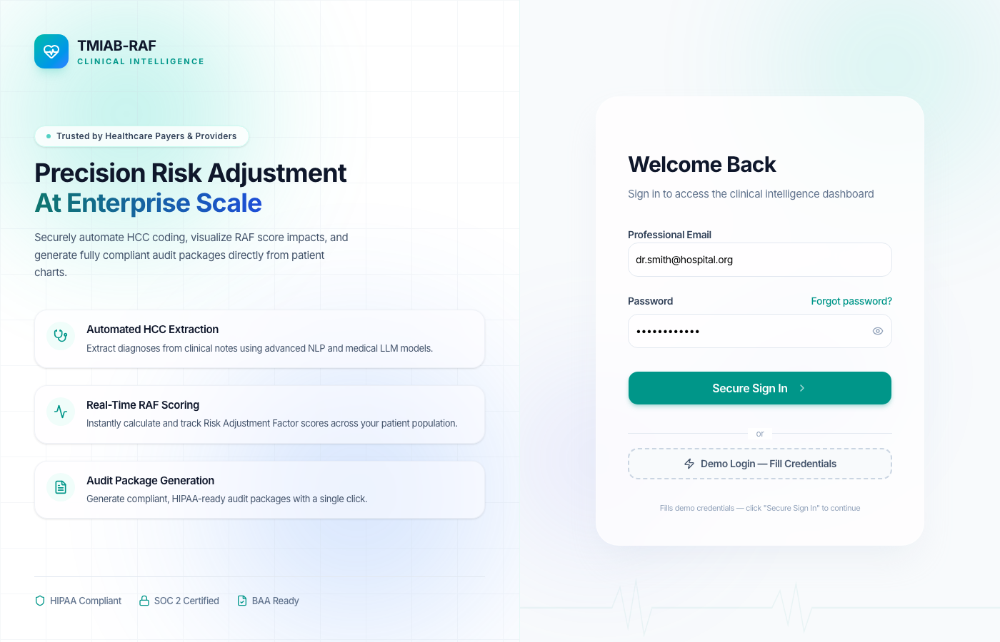 TMIAB-RAF
CLINICAL INTELLIGENCE
Trusted by Healthcare Payers & Providers
Precision Risk Adjustment
At Enterprise Scale
Securely automate HCC coding, visualize RAF score impacts, and
generate fully compliant audit packages directly from patient
charts.
Automated HCC Extraction
Extract diagnoses from clinical notes using advanced NLP and medical LLM models.
Real-Time RAF Scoring
Instantly calculate and track Risk Adjustment Factor scores across your patient population.
Audit Package Generation
Generate compliant, HIPAA-ready audit packages with a single click.
HIPAA Compliant
SOC 2 Certified
BAA Ready
Welcome Back
Sign in to access the clinical intelligence dashboard
Professional Email
dr.smith@hospital.org
Password
Forgot password?
••••••••••••
Secure Sign In
or
Demo Login — Fill Credentials
Fills demo credentials — click "Secure Sign In" to continue